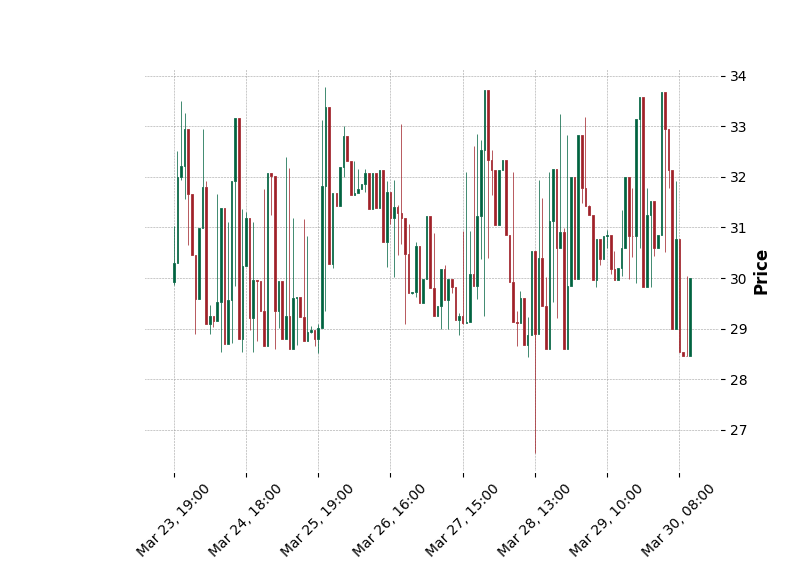 34
33
32
31
30
29
28
27
Price
Mar 23, 19:00
Mar 24, 18:00
Mar 25, 19:00
Mar 26, 16:00
Mar 27, 15:00
Mar 28, 13:00
Mar 29, 10:00
Mar 30, 08:00